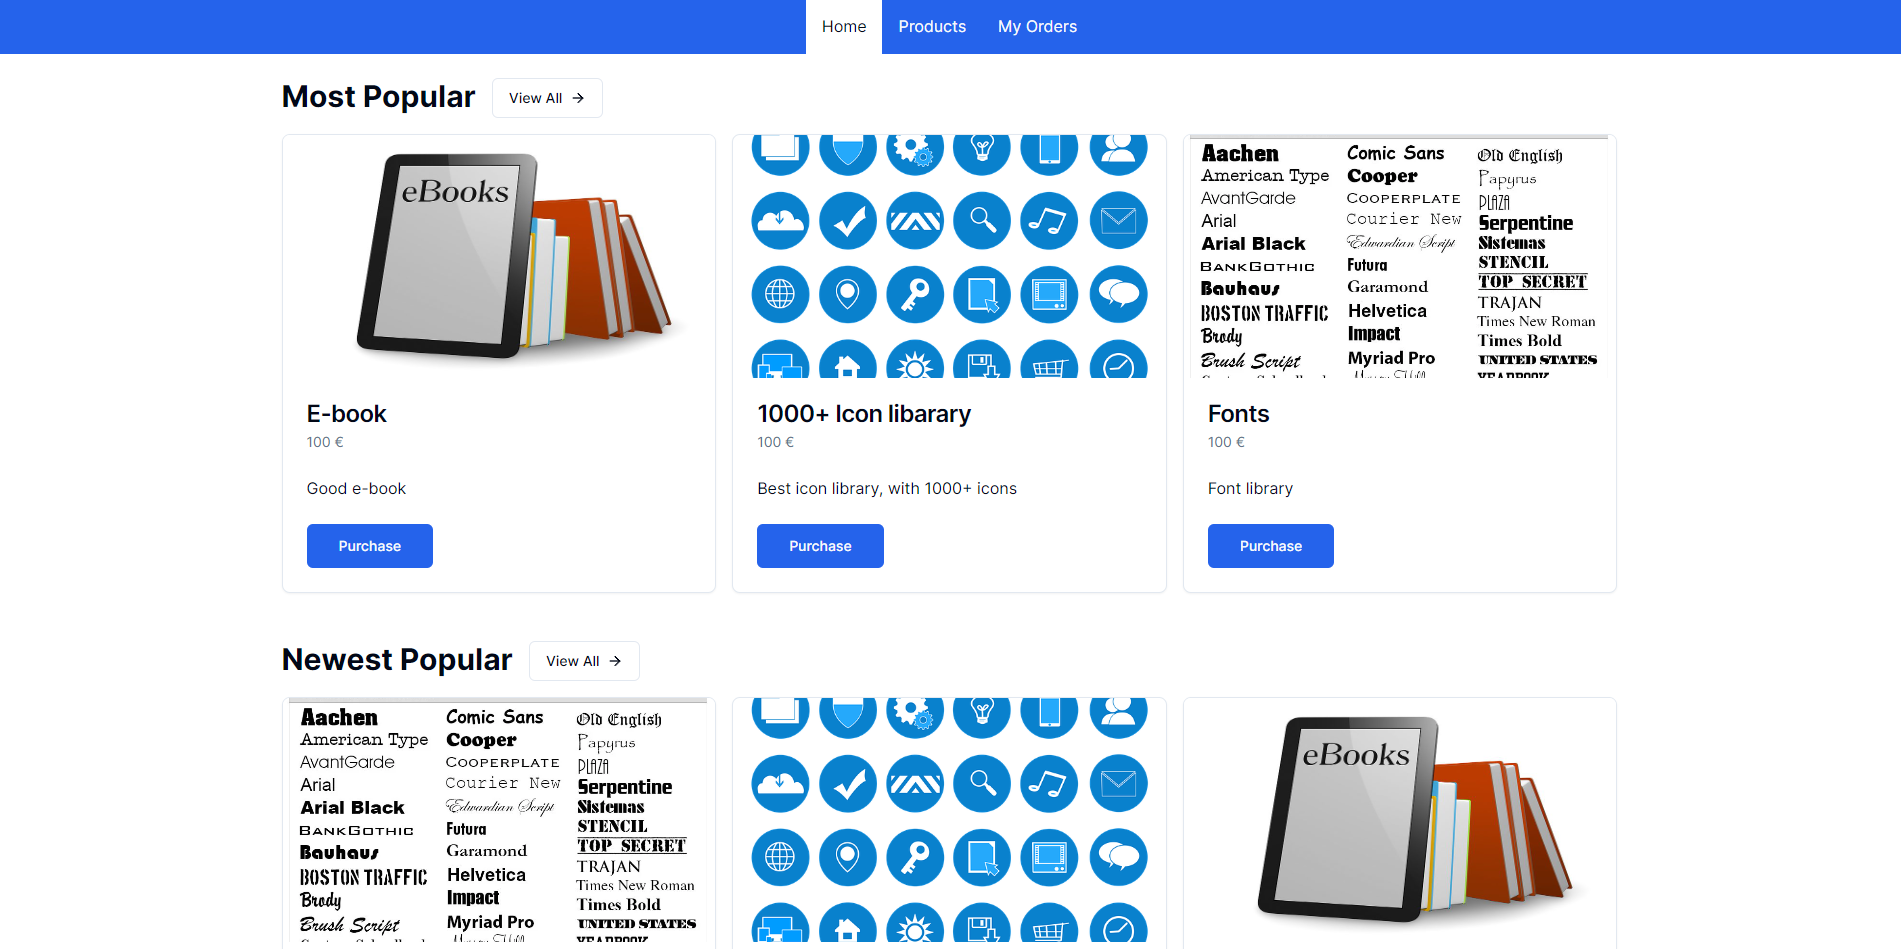 Home Products My Orders
Most Popular View All
eBooks
E-book
100 €
Good e-book
Purchase
1000+ Icon libarary
100 €
Best icon library, with 1000+ icons
Purchase
Aachen
American Type
AvantGarde
Arial
Arial Black
BankGothic
Bauhaus
BOSTON TRAFFIC
Brody
Brush Script
Comic Sans
Cooper
COOPERPLATE
Courier New
Edwardian Script
Futura
Garamond
Helvetica
Impact
Myriad Pro
Old English
Papyrus
PLAZA
Serpentine
Sistemas
STENCIL
TOP SECRET
TRAJAN
Times New Roman
Times Bold
UNITED STATES
YEARBOOK
Fonts
100 €
Font library
Purchase
Newest Popular View All
Aachen
American Type
AvantGarde
Arial
Arial Black
BankGothic
Bauhaus
BOSTON TRAFFIC
Brody
Brush Script
Comic Sans
Cooper
COOPERPLATE
Courier New
Edwardian Script
Futura
Garamond
Helvetica
Impact
Myriad Pro
Old English
Papyrus
PLAZA
Serpentine
Sistemas
STENCIL
TOP SECRET
TRAJAN
Times New Roman
Times Bold
UNITED STATES
YEARBOOK
eBooks